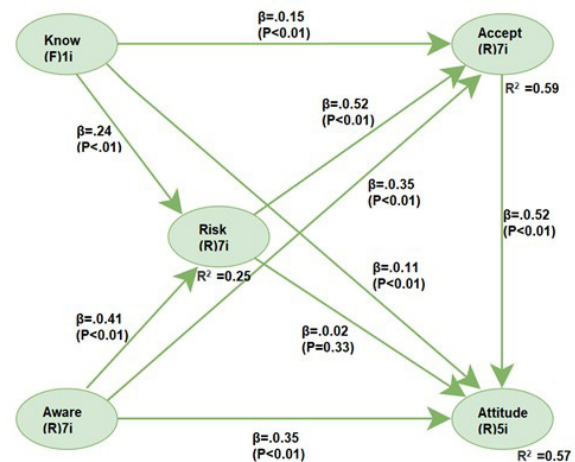 β=.0.15
(P<0.01)
Know
(F)1i
Accept
(R)7i
R² =0.59
β=.0.52
(P<0.01)
β=.24
(P<.01)
β=.0.35
(P<0.01)
β=.0.52
(P<0.01)
Risk
(R)7i
R² =0.25
β=.0.11
(P<0.01)
β=.0.41
(P<0.01)
β=.0.02
(P=0.33)
Aware
(R)7i
Attitude
(R)5i
β=.0.35
(P<0.01)
R² =0.57